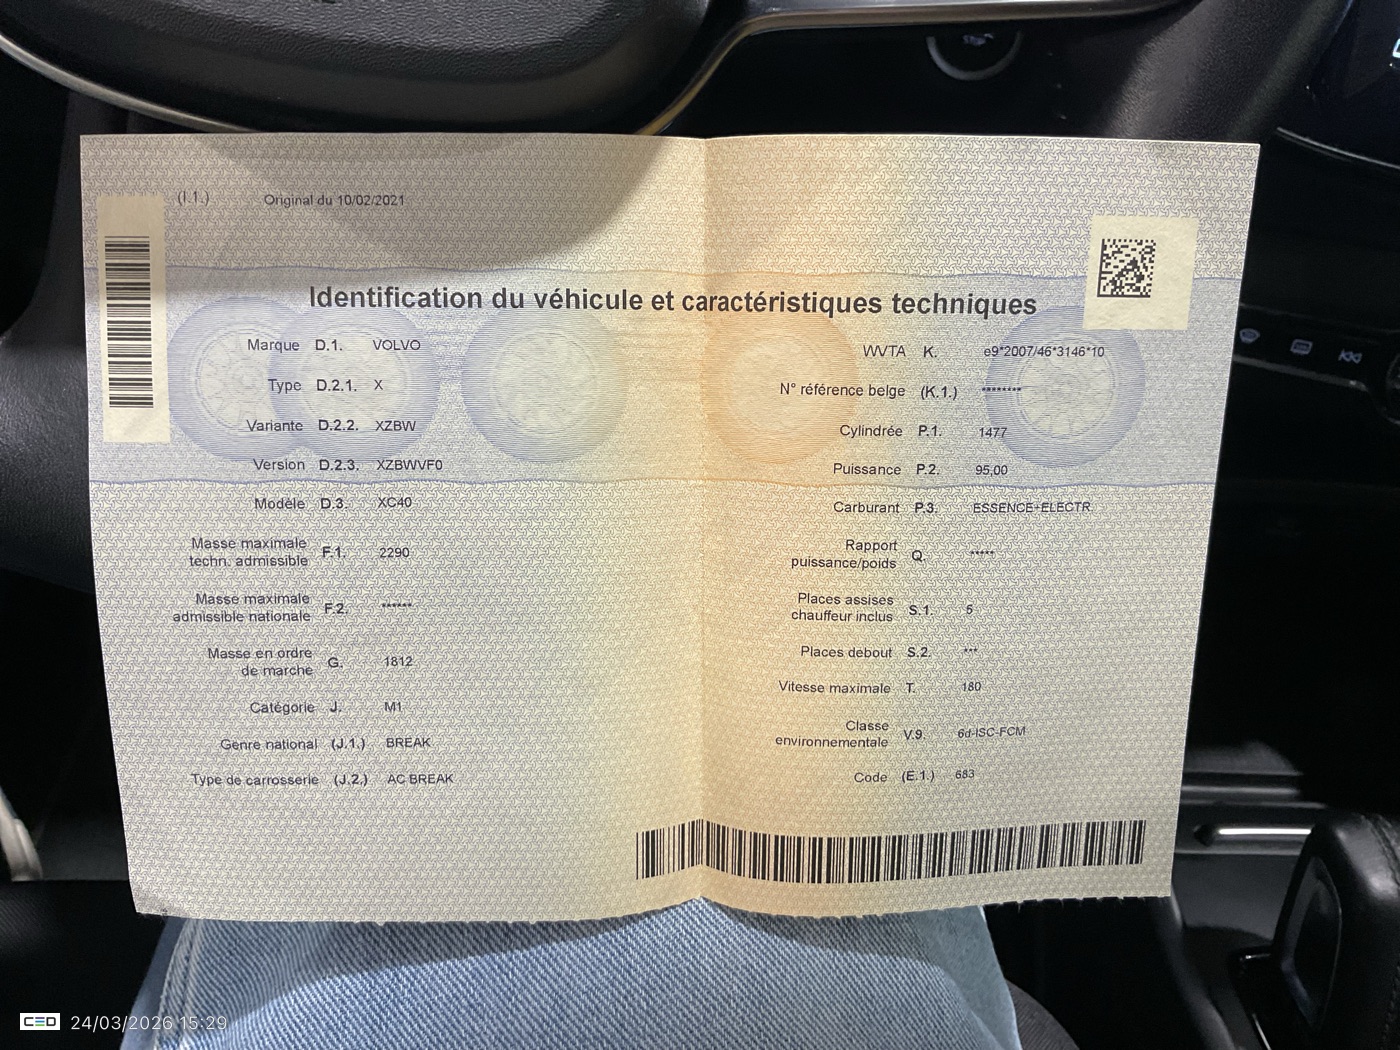 (I.1.) Original du 10/02/2021
Identification du véhicule et caractéristiques techniques
Marque D.1. VOLVO
Type D.2.1. X
Variante D.2.2. XZBW
Version D.2.3. XZBWVF0
Modèle D.3. XC40
Masse maximale
techn. admissible F.1. 2290
Masse maximale
admissible nationale F.2. ******
Masse en ordre
de marche G. 1812
Catégorie J. M1
Genre national (J.1.) BREAK
Type de carrosserie (J.2.) AC BREAK
WVTA K. e9*2007/46*3146*10
N° référence belge (K.1.) ********
Cylindrée P.1. 1477
Puissance P.2. 95,00
Carburant P.3. ESSENCE+ELECTR.
Rapport
puissance/poids Q. *****
Places assises
chauffeur inclus S.1. 5
Places debout S.2. ***
Vitesse maximale T. 180
Classe
environnementale V.9. 6d-ISC-FCM
Code (E.1.) 683
CED 24/03/2026 15:29